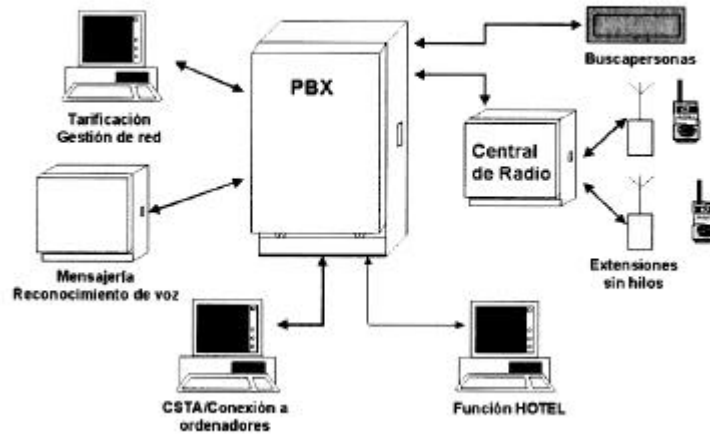 PBX
Buscapersonas
Tarificación
Gestión de red
Central
de Radio
Mensajería
Reconocimiento de voz
Extensiones
sin hilos
CSTA/Conexión a
ordenadores
Función HOTEL